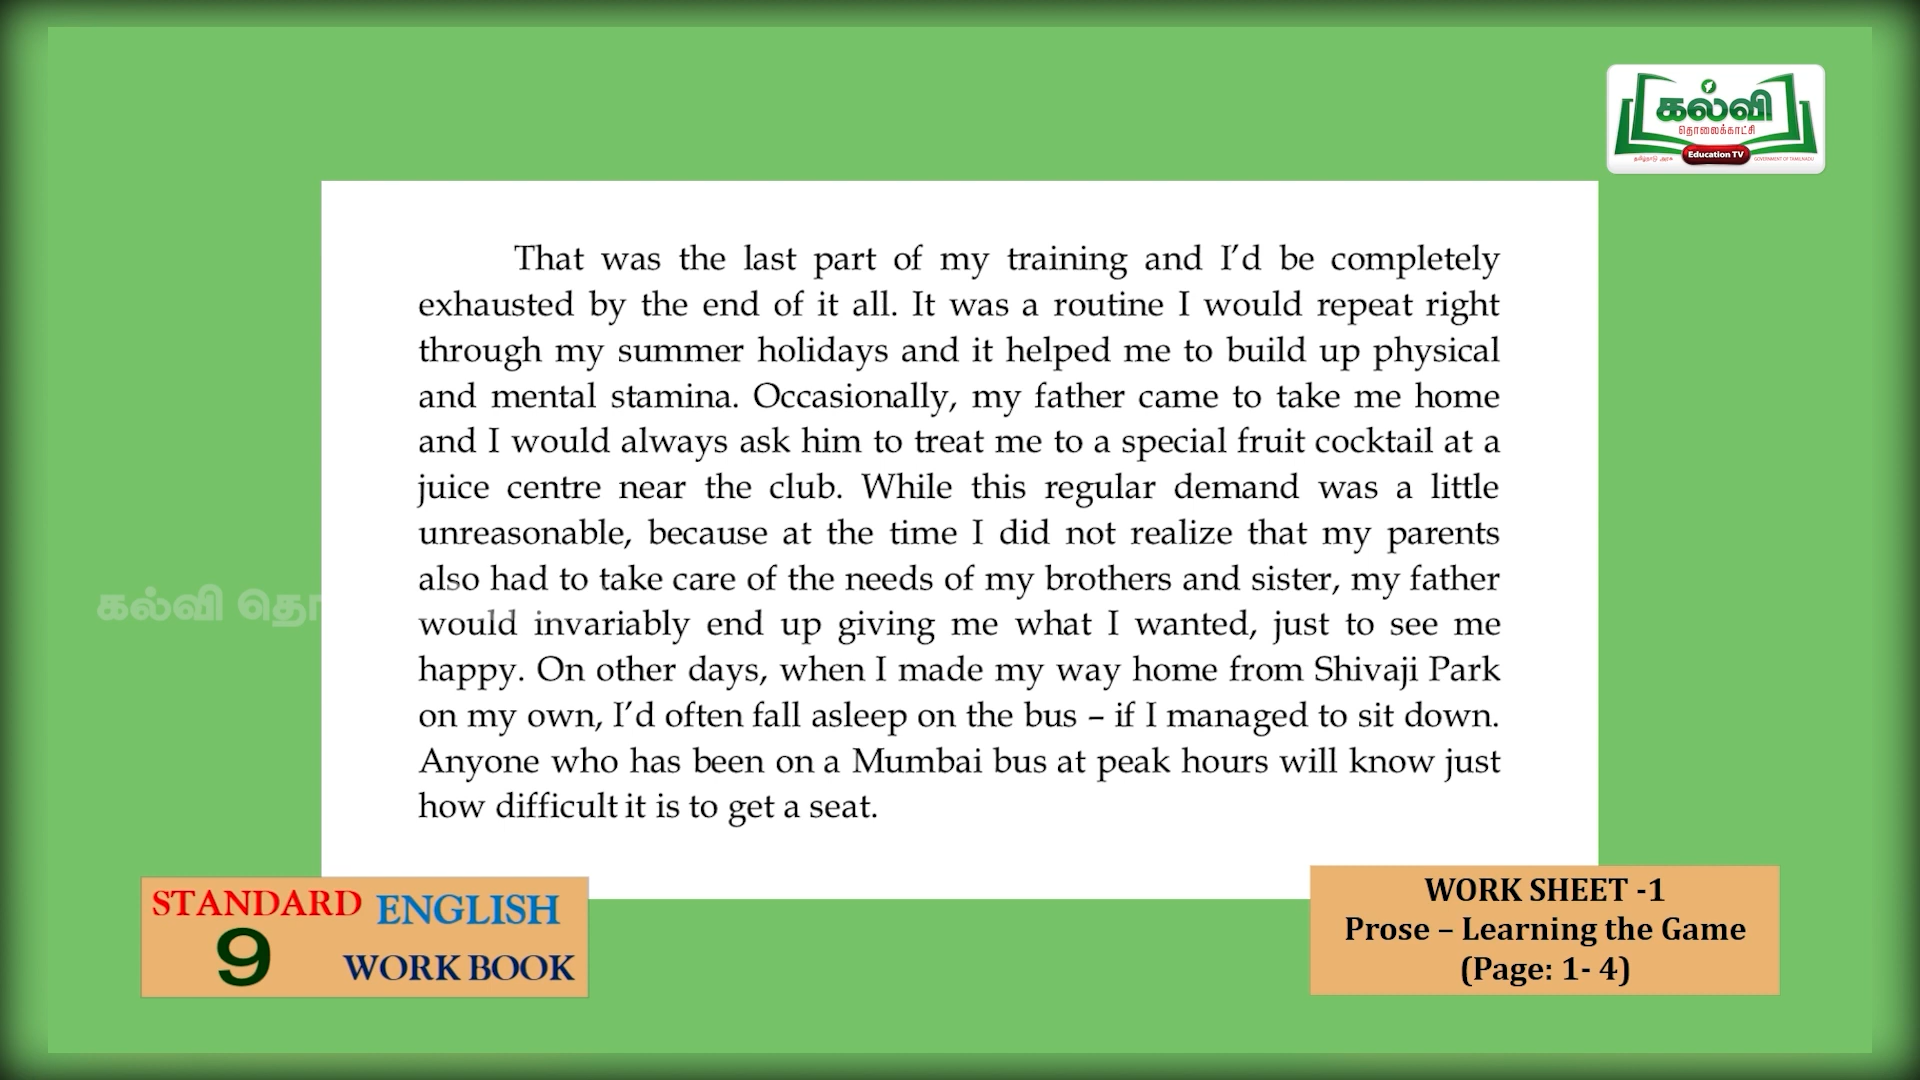 கல்வி
தொலைக்காட்சி
Education TV
தமிழ்நாடு அரசு
GOVERNMENT OF TAMILNADU
That was the last part of my training and I’d be completely
exhausted by the end of it all. It was a routine I would repeat right
through my summer holidays and it helped me to build up physical
and mental stamina. Occasionally, my father came to take me home
and I would always ask him to treat me to a special fruit cocktail at a
juice centre near the club. While this regular demand was a little
unreasonable, because at the time I did not realize that my parents
also had to take care of the needs of my brothers and sister, my father
would invariably end up giving me what I wanted, just to see me
happy. On other days, when I made my way home from Shivaji Park
on my own, I’d often fall asleep on the bus – if I managed to sit down.
Anyone who has been on a Mumbai bus at peak hours will know just
how difficult it is to get a seat.
கல்வி
STANDARD ENGLISH
9 WORK BOOK
WORK SHEET -1
Prose – Learning the Game
(Page: 1- 4)